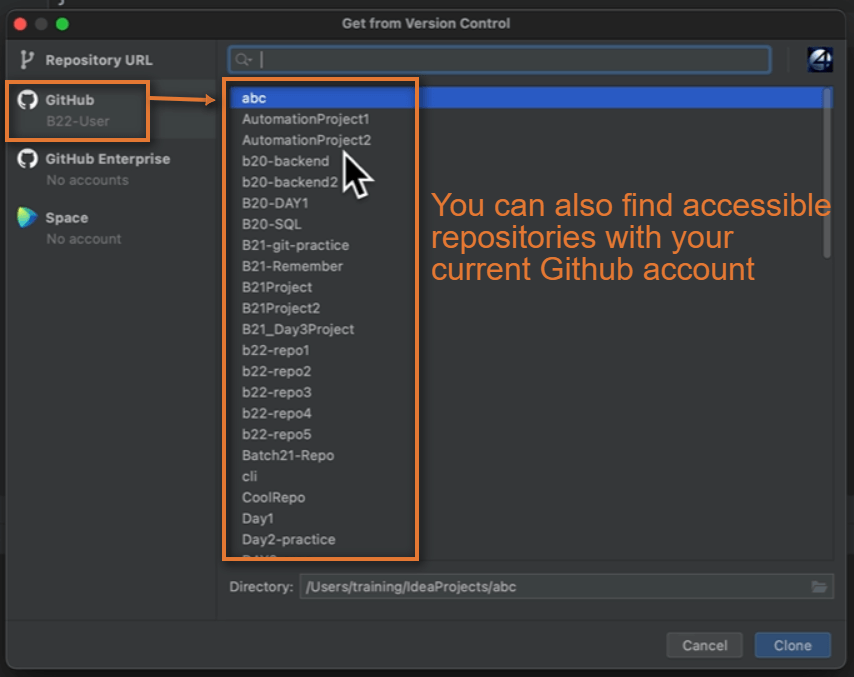 Get from Version Control
Repository URL
GitHub
B22-User
GitHub Enterprise
No accounts
Space
No account
abc
AutomationProject1
AutomationProject2
b20-backend
b20-backend2
B20-DAY1
B20-SQL
B21-git-practice
B21-Remember
B21Project
B21Project2
B21_Day3Project
b22-repo1
b22-repo2
b22-repo3
b22-repo4
b22-repo5
Batch21-Repo
cli
CoolRepo
Day1
Day2-practice
You can also find accessible
repositories with your
current Github account
Directory: /Users/training/IdeaProjects/abc
Cancel
Clone